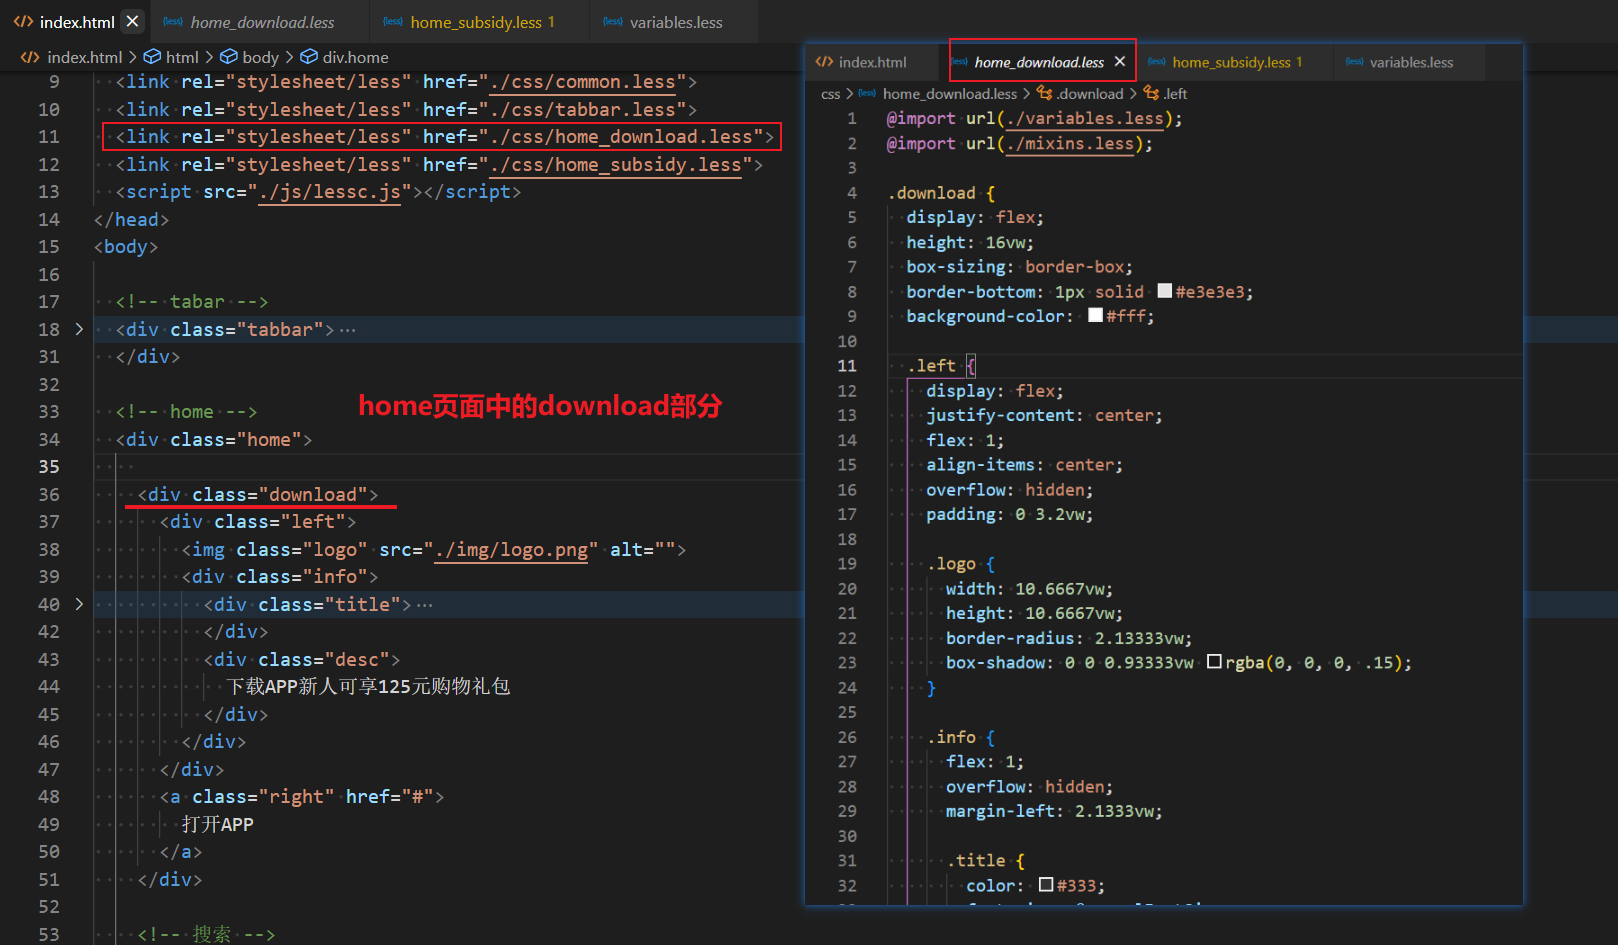 index.html
home_download.less
home_subsidy.less 1
variables.less
index.html > html > body > div.home
9 <link rel="stylesheet/less" href="./css/common.less">
10 <link rel="stylesheet/less" href="./css/tabbar.less">
11 <link rel="stylesheet/less" href="./css/home_download.less">
12 <link rel="stylesheet/less" href="./css/home_subsidy.less">
13 <script src="./js/lessc.js"></script>
14 </head>
15 <body>
16
17 <!-- tabar -->
18 <div class="tabbar">…
31 </div>
32
33 <!-- home -->
home页面中的download部分
34 <div class="home">
35
36 <div class="download">
37 <div class="left">
38 <img class="logo" src="./img/logo.png" alt="">
39 <div class="info">
40 <div class="title">…
42 </div>
43 <div class="desc">
44 下载APP新人可享125元购物礼包
45 </div>
46 </div>
47 </div>
48 <a class="right" href="#">
49 打开APP
50 </a>
51 </div>
52
53 <!-- 搜索 -->
index.html
home_download.less
home_subsidy.less 1
variables.less
css > home_download.less > .download > .left
1 @import url(./variables.less);
2 @import url(./mixins.less);
3
4 .download {
5 display: flex;
6 height: 16vw;
7 box-sizing: border-box;
8 border-bottom: 1px solid #e3e3e3;
9 background-color: #fff;
10
11 .left {
12 display: flex;
13 justify-content: center;
14 flex: 1;
15 align-items: center;
16 overflow: hidden;
17 padding: 0 3.2vw;
18
19 .logo {
20 width: 10.6667vw;
21 height: 10.6667vw;
22 border-radius: 2.13333vw;
23 box-shadow: 0 0 0.93333vw rgba(0, 0, 0, .15);
24 }
25
26 .info {
27 flex: 1;
28 overflow: hidden;
29 margin-left: 2.1333vw;
30
31 .title {
32 color: #333;